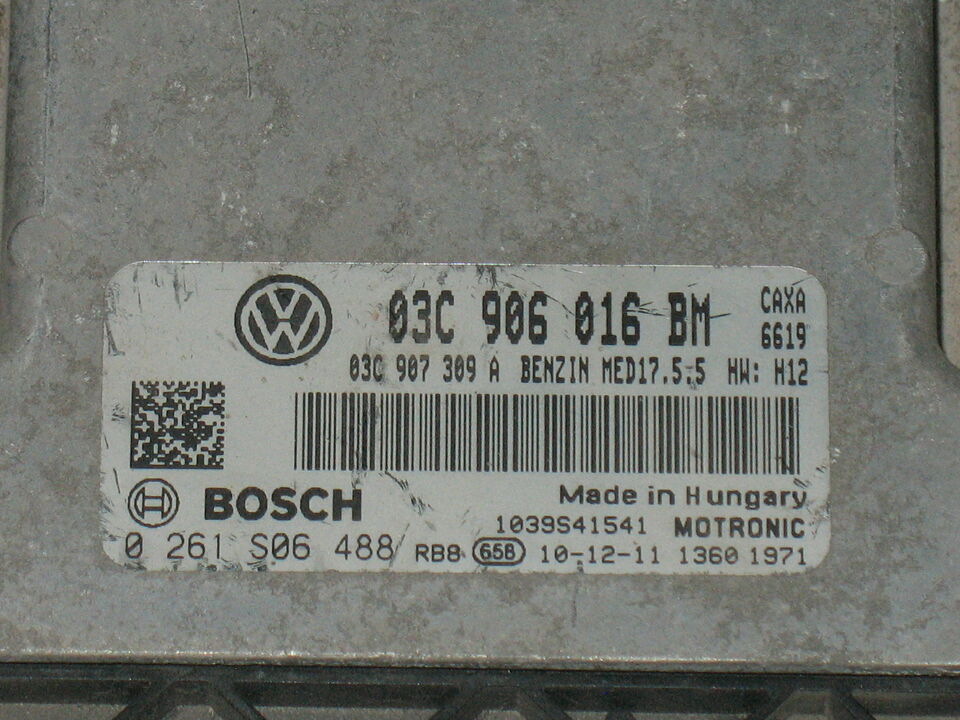 03C 906 016 BM CAXA
6619
03C 907 309 A BENZIN MED17.5.5 HW: H12
BOSCH
Made in Hungary
1039S41541 MOTRONIC
0 261 S06 488 RB8 658 10-12-11 1360 1971